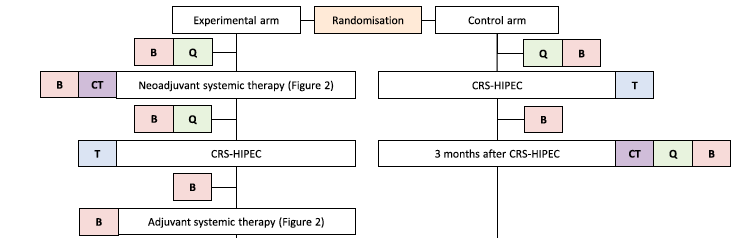 Experimental arm Randomisation Control arm
B Q Q B
B CT Neoadjuvant systemic therapy (Figure 2) CRS-HIPEC T
B Q B
T CRS-HIPEC 3 months after CRS-HIPEC CT Q B
B
B Adjuvant systemic therapy (Figure 2)